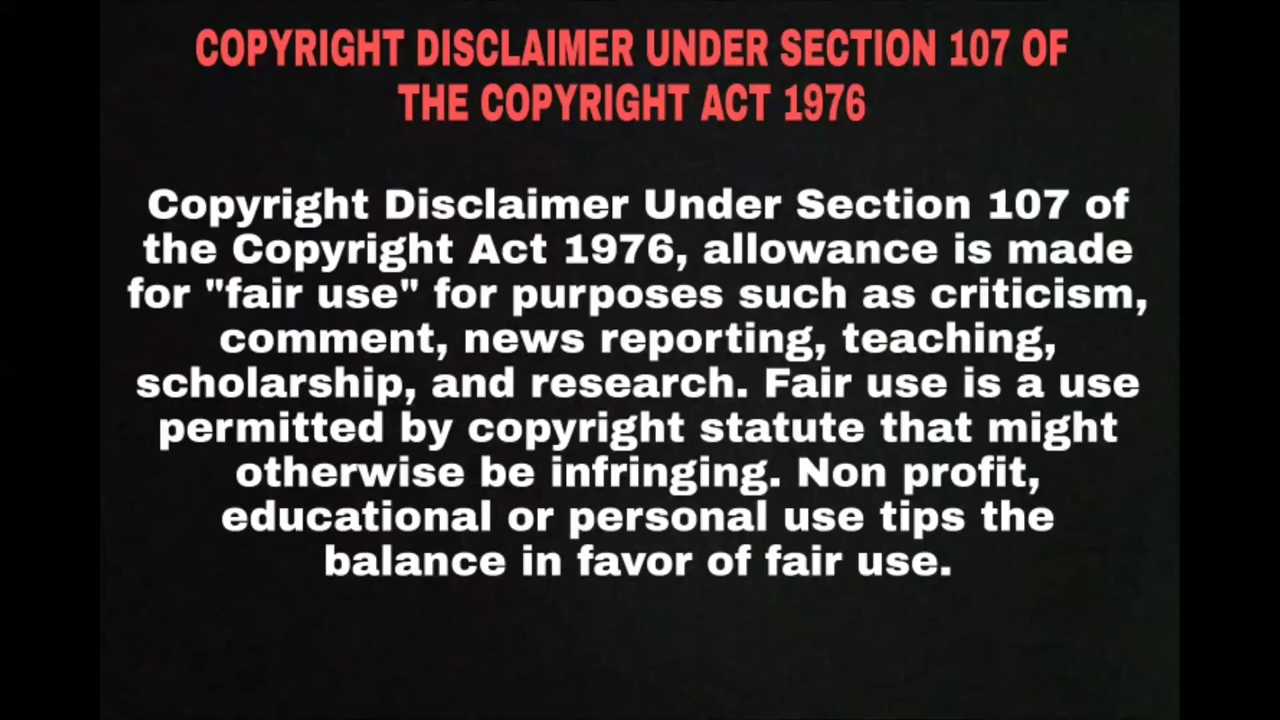 COPYRIGHT DISCLAIMER UNDER SECTION 107 OF
THE COPYRIGHT ACT 1976
Copyright Disclaimer Under Section 107 of
the Copyright Act 1976, allowance is made
for "fair use" for purposes such as criticism,
comment, news reporting, teaching,
scholarship, and research. Fair use is a use
permitted by copyright statute that might
otherwise be infringing. Non profit,
educational or personal use tips the
balance in favor of fair use.